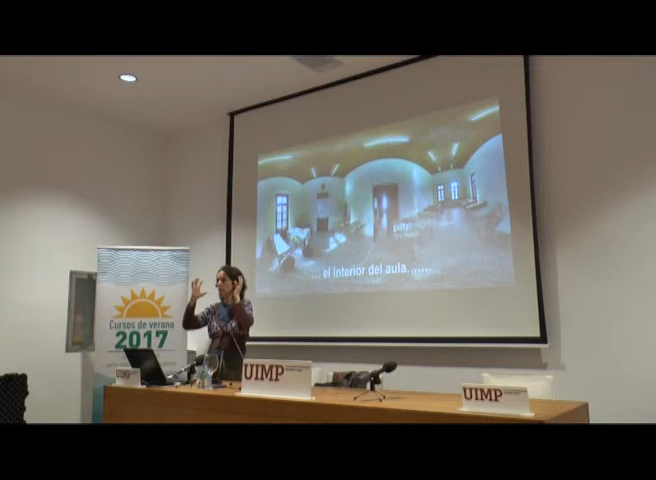 ... el interior del aula......
Cursos de verano
2017
UIMP
UIMP
UIMP